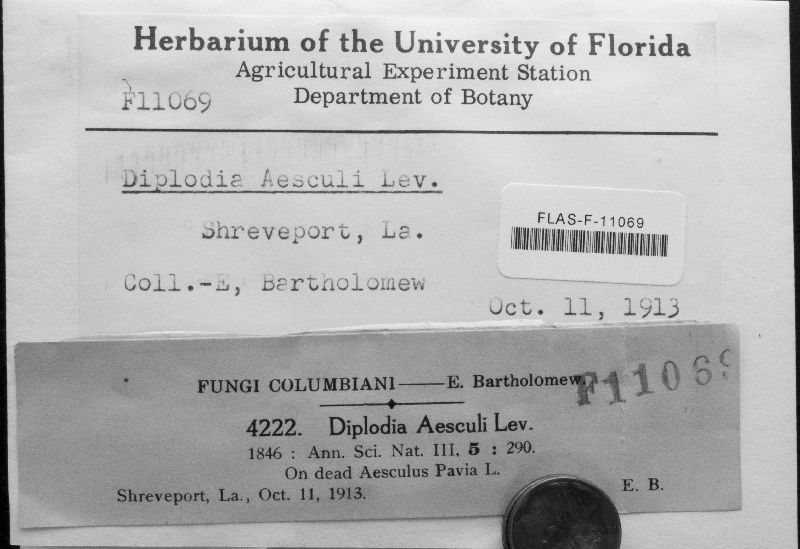 Herbarium of the University of Florida
Agricultural Experiment Station
Department of Botany
F11069
Diplodia Aesculi Lev.
Shreveport, La.
Coll.-E, Bartholomew
Oct. 11, 1913
FLAS-F-11069
FUNGI COLUMBIANI—E. Bartholomew.
F11069
4222. Diplodia Aesculi Lev.
1846 : Ann. Sci. Nat. III, 5 : 290.
On dead Aesculus Pavia L.
Shreveport, La., Oct. 11, 1913.
E. B.